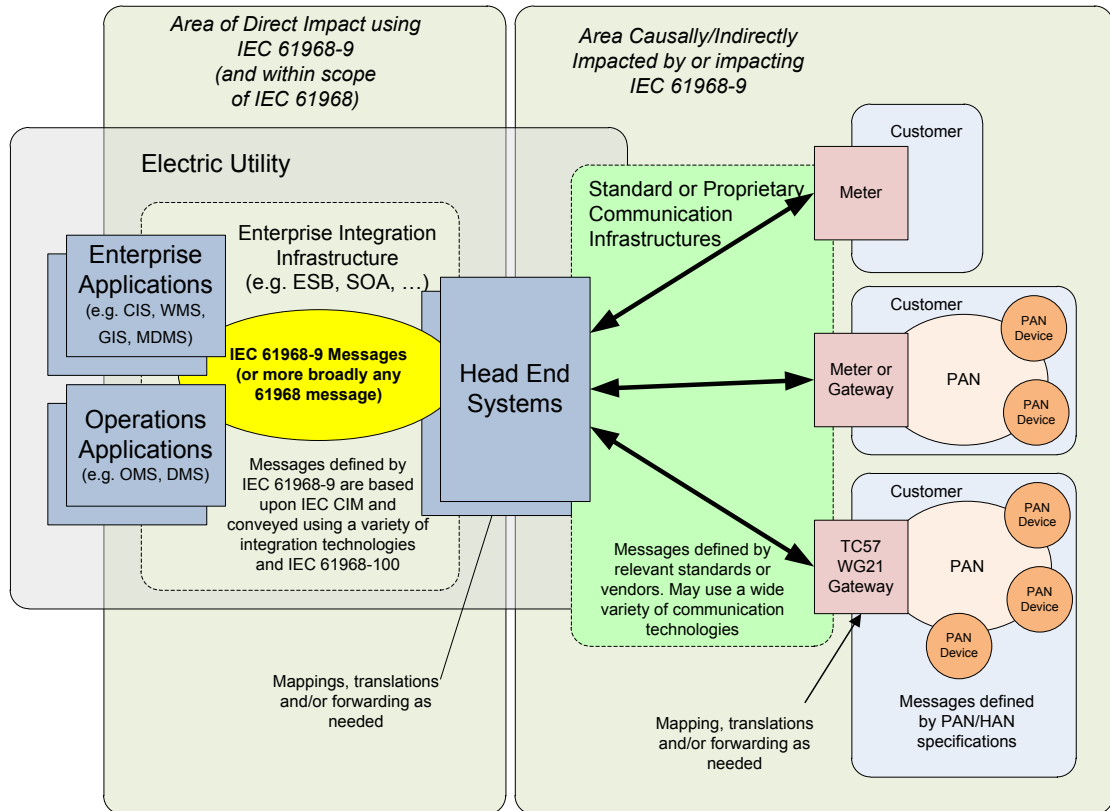 Area of Direct Impact using
IEC 61968-9
(and within scope
of IEC 61968)
Area Causally/Indirectly
Impacted by or impacting
IEC 61968-9
Electric Utility
Enterprise Integration
Infrastructure
(e.g. ESB, SOA, …)
Enterprise
Applications
(e.g. CIS, WMS,
GIS, MDMS)
IEC 61968-9 Messages
(or more broadly any
61968 message)
Operations
Applications
(e.g. OMS, DMS)
Messages defined by
IEC 61968-9 are based
upon IEC CIM and
conveyed using a variety of
integration technologies
and IEC 61968-100
Head End
Systems
Mappings, translations
and/or forwarding as
needed
Standard or Proprietary
Communication
Infrastructures
Messages defined by
relevant standards or
vendors. May use a wide
variety of communication
technologies
Customer
Meter
Customer
Meter or
Gateway
PAN
PAN
Device
PAN
Device
Customer
TC57
WG21
Gateway
PAN
PAN
Device
PAN
Device
PAN
Device
Mapping, translations
and/or forwarding as
needed
Messages defined
by PAN/HAN
specifications